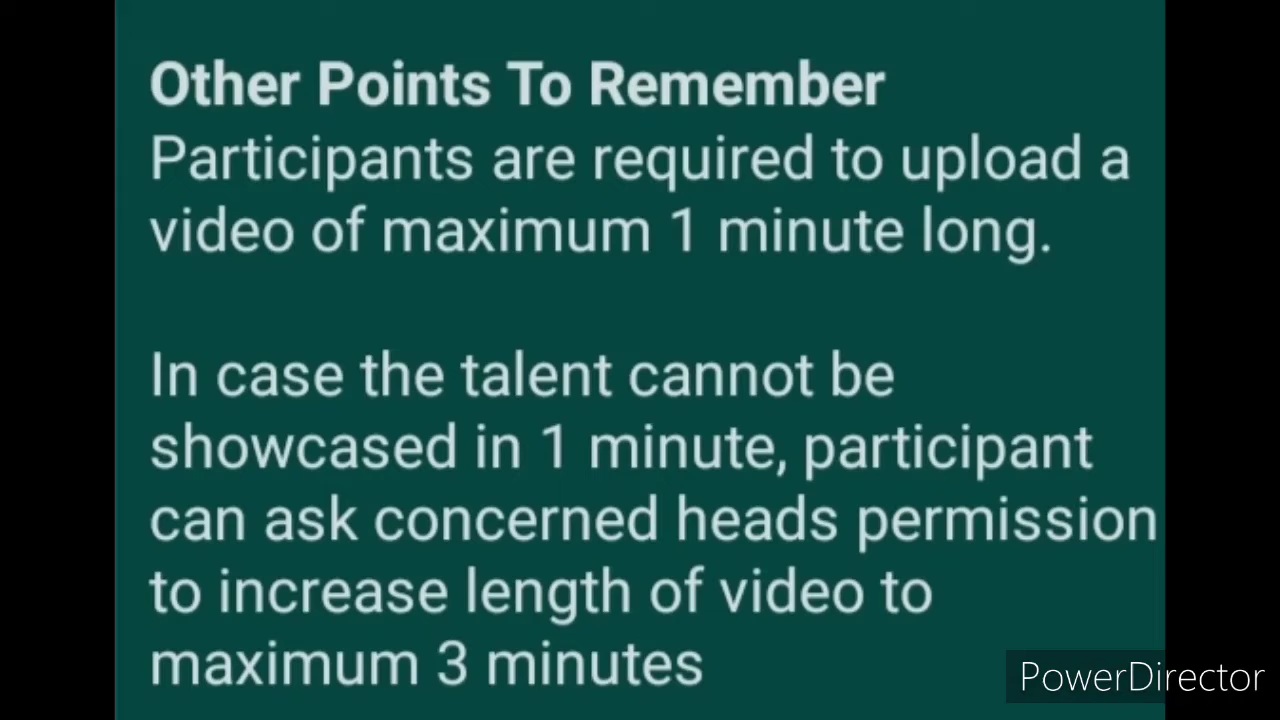 Other Points To Remember
Participants are required to upload a
video of maximum 1 minute long.
In case the talent cannot be
showcased in 1 minute, participant
can ask concerned heads permission
to increase length of video to
maximum 3 minutes
PowerDirector